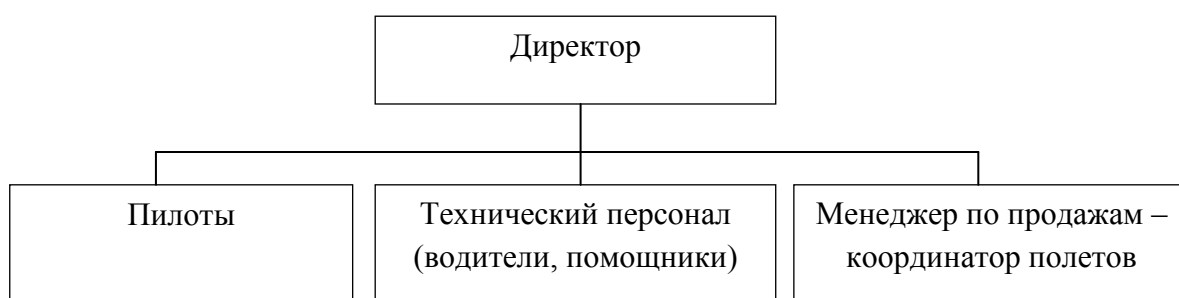 Директор
Пилоты
Технический персонал
(водители, помощники)
Менеджер по продажам –
координатор полетов